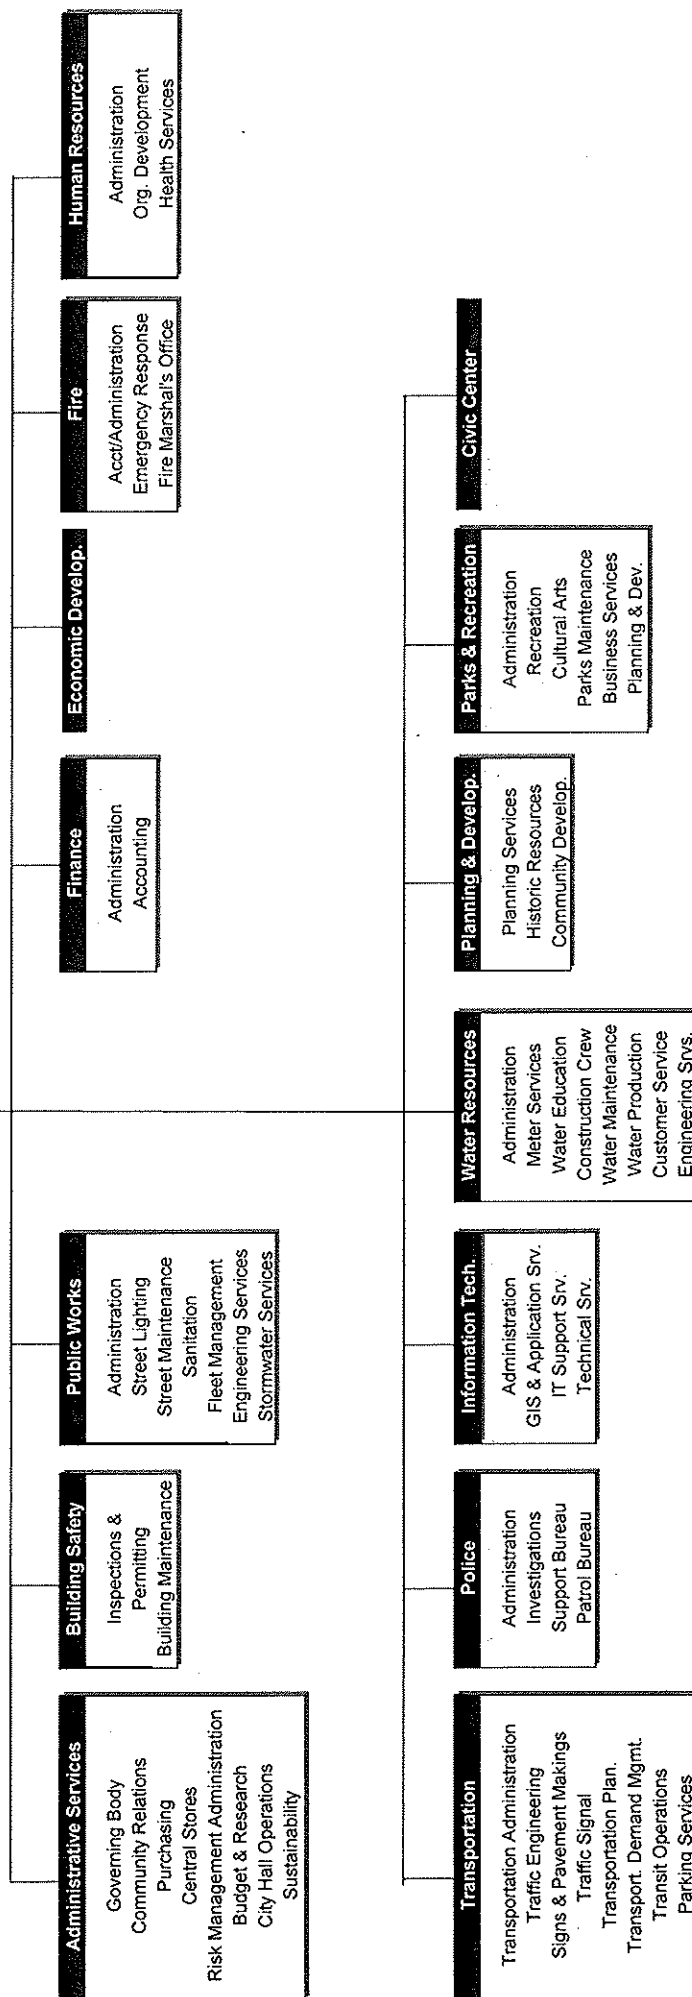 Administrative Services
Governing Body
Community Relations
Purchasing
Central Stores
Risk Management Administration
Budget & Research
City Hall Operations
Sustainability
Building Safety
Inspections &
Permitting
Building Maintenance
Public Works
Administration
Street Lighting
Street Maintenance
Sanitation
Fleet Management
Engineering Services
Stormwater Services
Finance
Administration
Accounting
Economic Develop.
Fire
Acct/Administration
Emergency Response
Fire Marshal's Office
Human Resources
Administration
Org. Development
Health Services
Transportation
Transportation Administration
Traffic Engineering
Signs & Pavement Makings
Traffic Signal
Transportation Plan.
Transport. Demand Mgmt.
Transit Operations
Parking Services
Police
Administration
Investigations
Support Bureau
Patrol Bureau
Information Tech.
Administration
GIS & Application Srv.
IT Support Srv.
Technical Srv.
Water Resources
Administration
Meter Services
Water Education
Construction Crew
Water Maintenance
Water Production
Customer Service
Engineering Srvs.
Planning & Develop.
Planning Services
Historic Resources
Community Develop.
Parks & Recreation
Administration
Recreation
Cultural Arts
Parks Maintenance
Business Services
Planning & Dev.
Civic Center